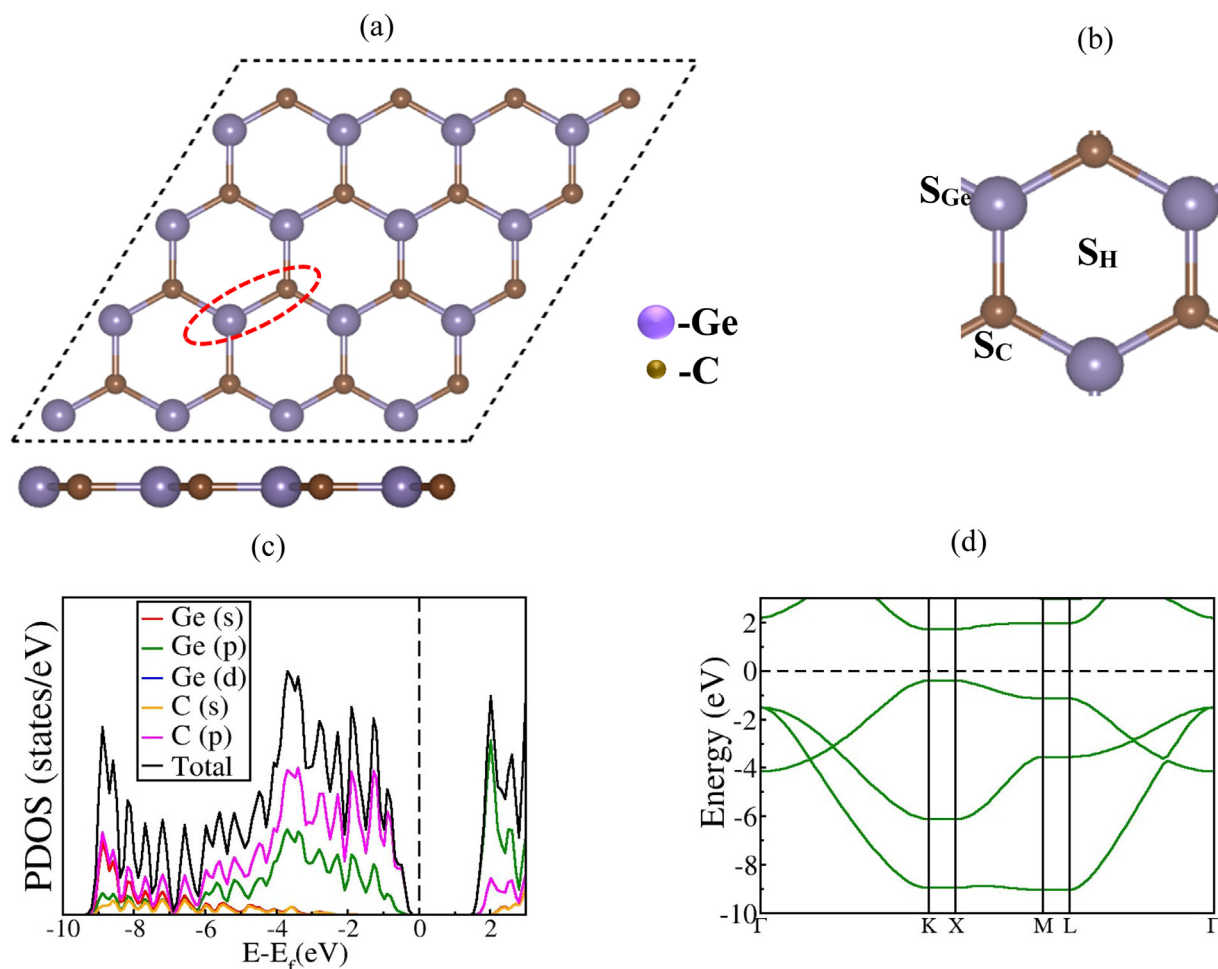 (a)
(b)
S_Ge
S_H
S_C
-Ge
-C
(c)
(d)
PDOS (states/eV)
Ge (s)
Ge (p)
Ge (d)
C (s)
C (p)
Total
-10 -8 -6 -4 -2 0 2
E-E_f(eV)
Energy (eV)
2
0
-2
-4
-6
-8
-10
Γ K X M L Γ